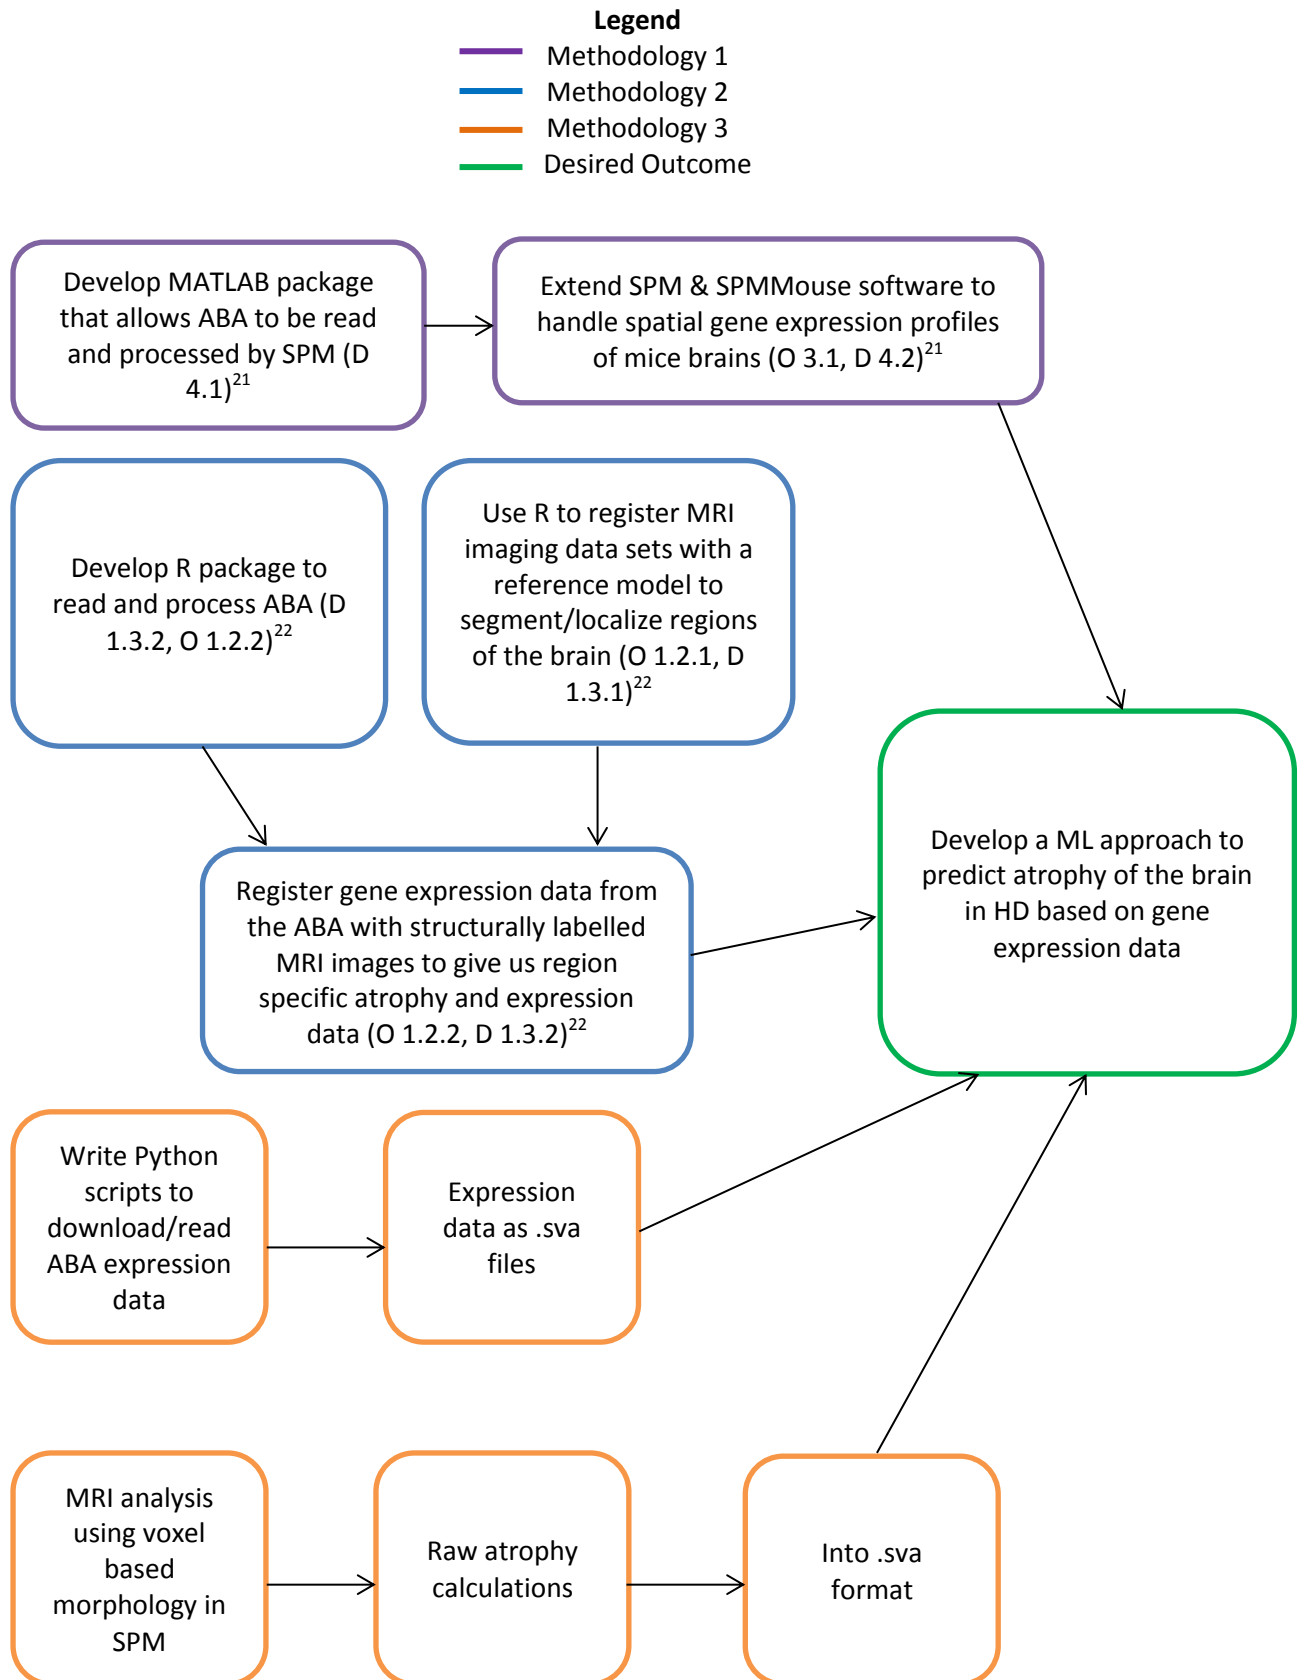 Legend
Methodology 1
Methodology 2
Methodology 3
Desired Outcome
Develop MATLAB package
that allows ABA to be read
and processed by SPM (D
4.1)21
Extend SPM & SPMMouse software to
handle spatial gene expression profiles
of mice brains (O 3.1, D 4.2)21
Develop R package to
read and process ABA (D
1.3.2, O 1.2.2)22
Use R to register MRI
imaging data sets with a
reference model to
segment/localize regions
of the brain (O 1.2.1, D
1.3.1)22
Register gene expression data from
the ABA with structurally labelled
MRI images to give us region
specific atrophy and expression
data (O 1.2.2, D 1.3.2)22
Develop a ML approach to
predict atrophy of the brain
in HD based on gene
expression data
Write Python
scripts to
download/read
ABA expression
data
Expression
data as .sva
files
MRI analysis
using voxel
based
morphology in
SPM
Raw atrophy
calculations
Into .sva
format